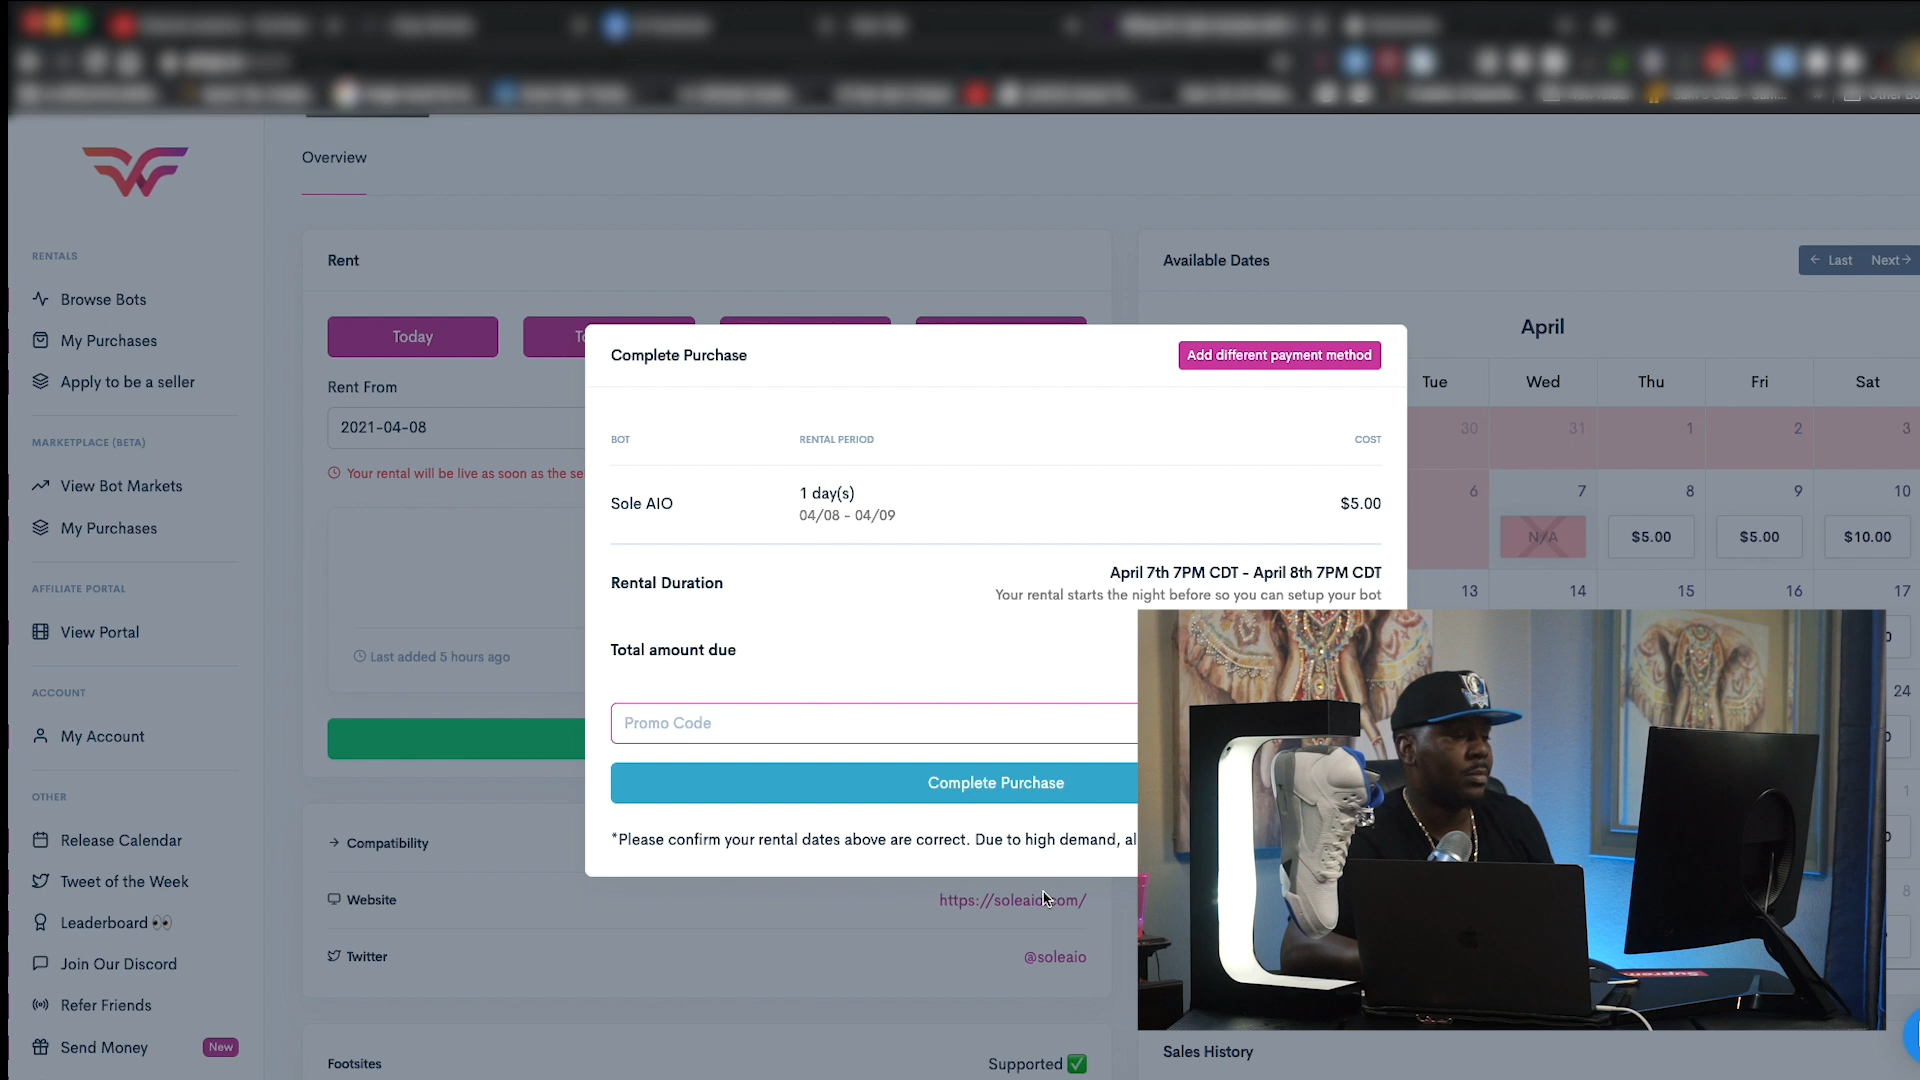 Overview
RENTALS
Browse Bots
My Purchases
Apply to be a seller
MARKETPLACE (BETA)
View Bot Markets
My Purchases
AFFILIATE PORTAL
View Portal
ACCOUNT
My Account
OTHER
Release Calendar
Tweet of the Week
Leaderboard 👀
Join Our Discord
Refer Friends
Send Money New
Rent
Today
Rent From
2021-04-08
Your rental will be live as soon as the se
Last added 5 hours ago
Compatibility
Website https://soleaio.com/
Twitter @soleaio
Footsites Supported ✅
Complete Purchase
Add different payment method
BOT RENTAL PERIOD COST
Sole AIO 1 day(s) $5.00
04/08 - 04/09
Rental Duration April 7th 7PM CDT - April 8th 7PM CDT
Your rental starts the night before so you can setup your bot
Total amount due
Promo Code
Complete Purchase
*Please confirm your rental dates above are correct. Due to high demand, al
Available Dates
← Last Next →
April
Tue Wed Thu Fri Sat
30 31 1 2 3
6 7 8 9 10
N/A $5.00 $5.00 $10.00
13 14 15 16 17
24
1
8
Supreme
Sales History